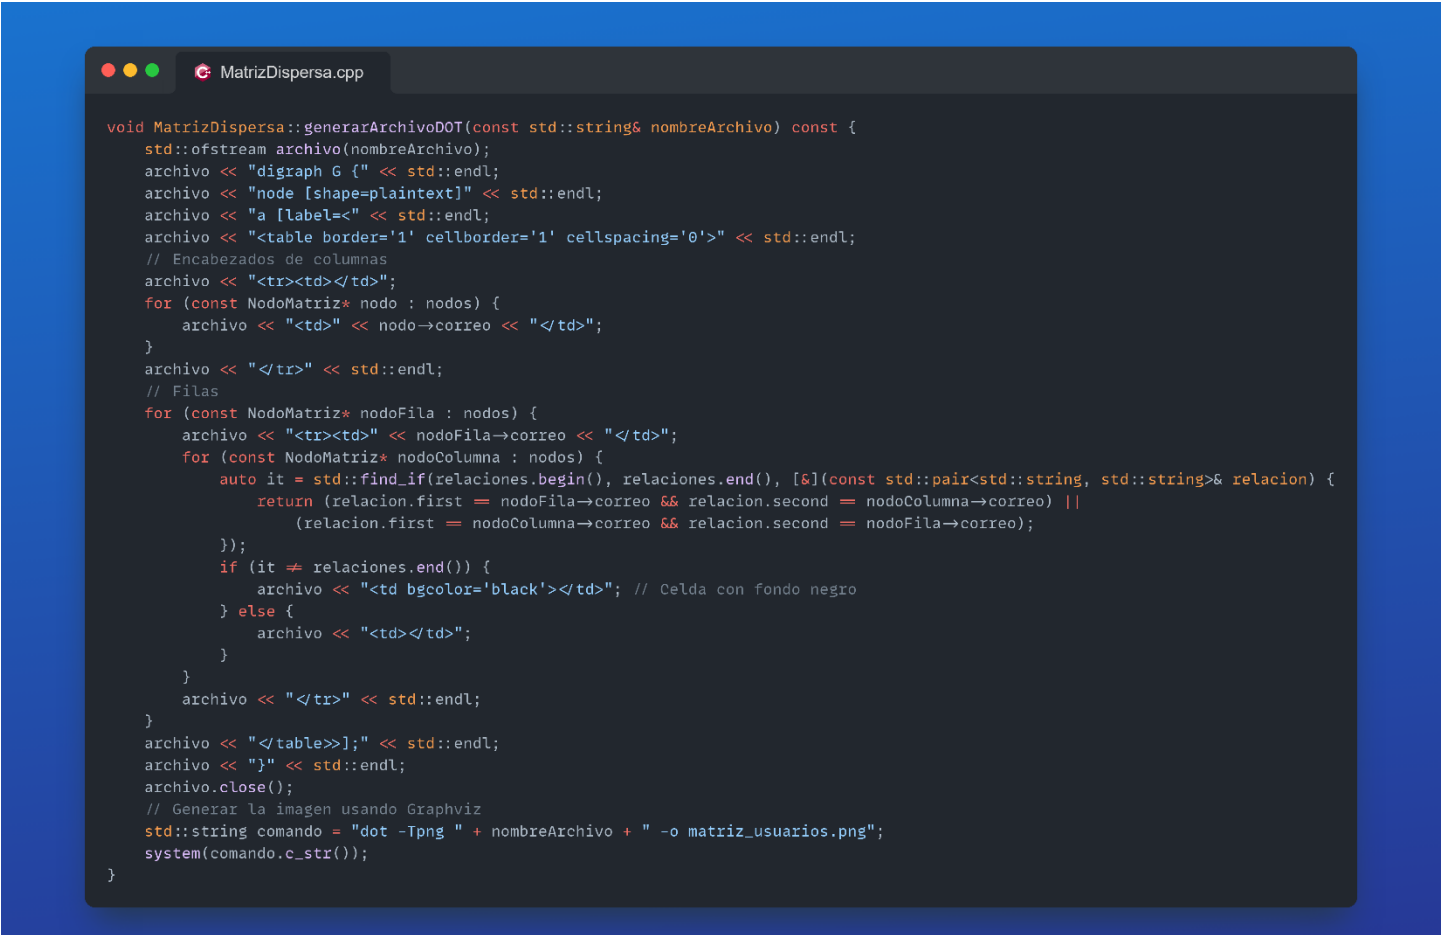 MatrizDispersa.cpp
void MatrizDispersa::generarArchivoDOT(const std::string& nombreArchivo) const {
    std::ofstream archivo(nombreArchivo);
    archivo << "digraph G {" << std::endl;
    archivo << "node [shape=plaintext]" << std::endl;
    archivo << "a [label=<" << std::endl;
    archivo << "<table border='1' cellborder='1' cellspacing='0'>" << std::endl;
    // Encabezados de columnas
    archivo << "<tr><td></td>";
    for (const NodoMatriz* nodo : nodos) {
        archivo << "<td>" << nodo->correo << "</td>";
    }
    archivo << "</tr>" << std::endl;
    // Filas
    for (const NodoMatriz* nodoFila : nodos) {
        archivo << "<tr><td>" << nodoFila->correo << "</td>";
        for (const NodoMatriz* nodoColumna : nodos) {
            auto it = std::find_if(relaciones.begin(), relaciones.end(), [&](const std::pair<std::string, std::string>& relacion) {
                return (relacion.first == nodoFila->correo && relacion.second == nodoColumna->correo) ||
                    (relacion.first == nodoColumna->correo && relacion.second == nodoFila->correo);
            });
            if (it != relaciones.end()) {
                archivo << "<td bgcolor='black'></td>"; // Celda con fondo negro
            } else {
                archivo << "<td></td>";
            }
        }
        archivo << "</tr>" << std::endl;
    }
    archivo << "</table>>];" << std::endl;
    archivo << "}" << std::endl;
    archivo.close();
    // Generar la imagen usando Graphviz
    std::string comando = "dot -Tpng " + nombreArchivo + " -o matriz_usuarios.png";
    system(comando.c_str());
}